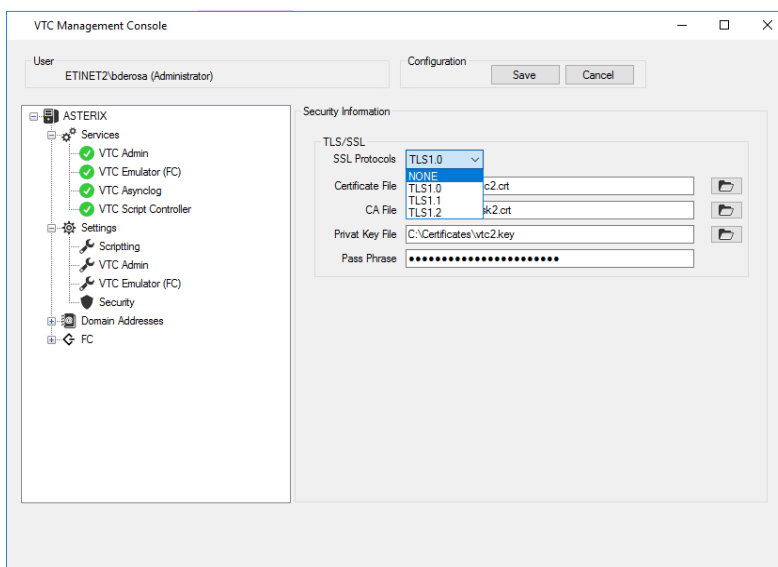 VTC Management Console
User
ETINET2\bderosa (Administrator)
Configuration
Save
Cancel
ASTERIX
Services
VTC Admin
VTC Emulator (FC)
VTC Asynclog
VTC Script Controller
Settings
Scriptting
VTC Admin
VTC Emulator (FC)
Security
Domain Addresses
FC
Security Information
TLS/SSL
SSL Protocols
TLS1.0
NONE
TLS1.0
TLS1.1
TLS1.2
Certificate File
c2.crt
CA File
sk2.crt
Privat Key File
C:\Certificates\vtc2.key
Pass Phrase